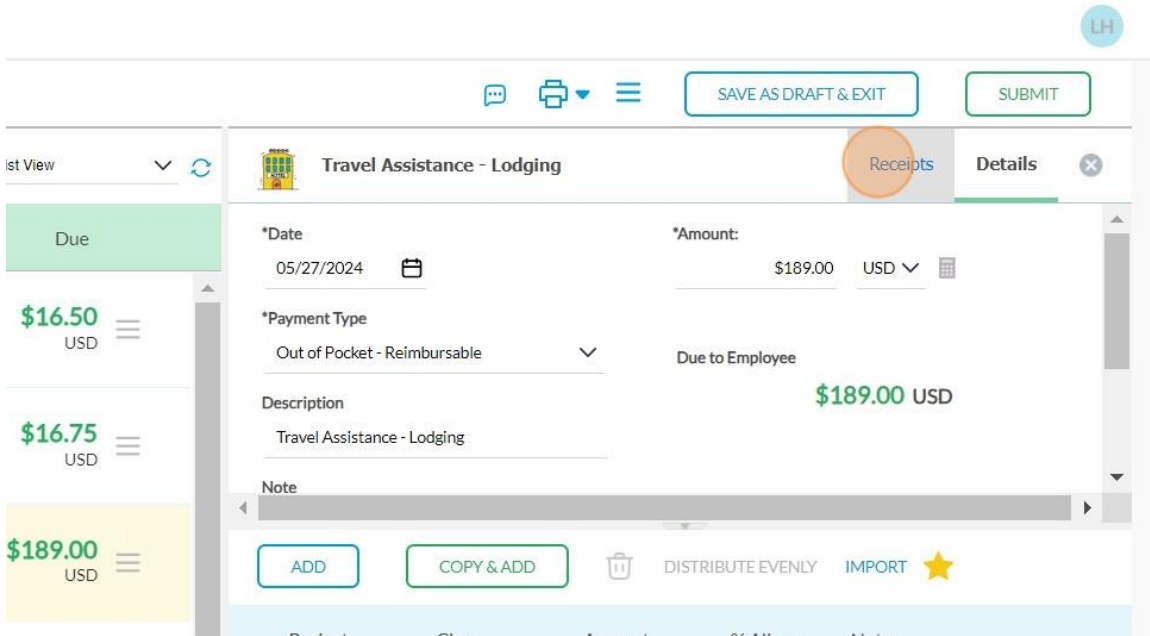 LH
SAVE AS DRAFT & EXIT
SUBMIT
ist View
Travel Assistance - Lodging
Receipts
Details
Due
*Date
*Amount:
05/27/2024
$189.00 USD
$16.50
USD
*Payment Type
Out of Pocket - Reimbursable
Due to Employee
$189.00 USD
Description
Travel Assistance - Lodging
$16.75
USD
Note
$189.00
USD
ADD
COPY & ADD
DISTRIBUTE EVENLY
IMPORT
HOTEL